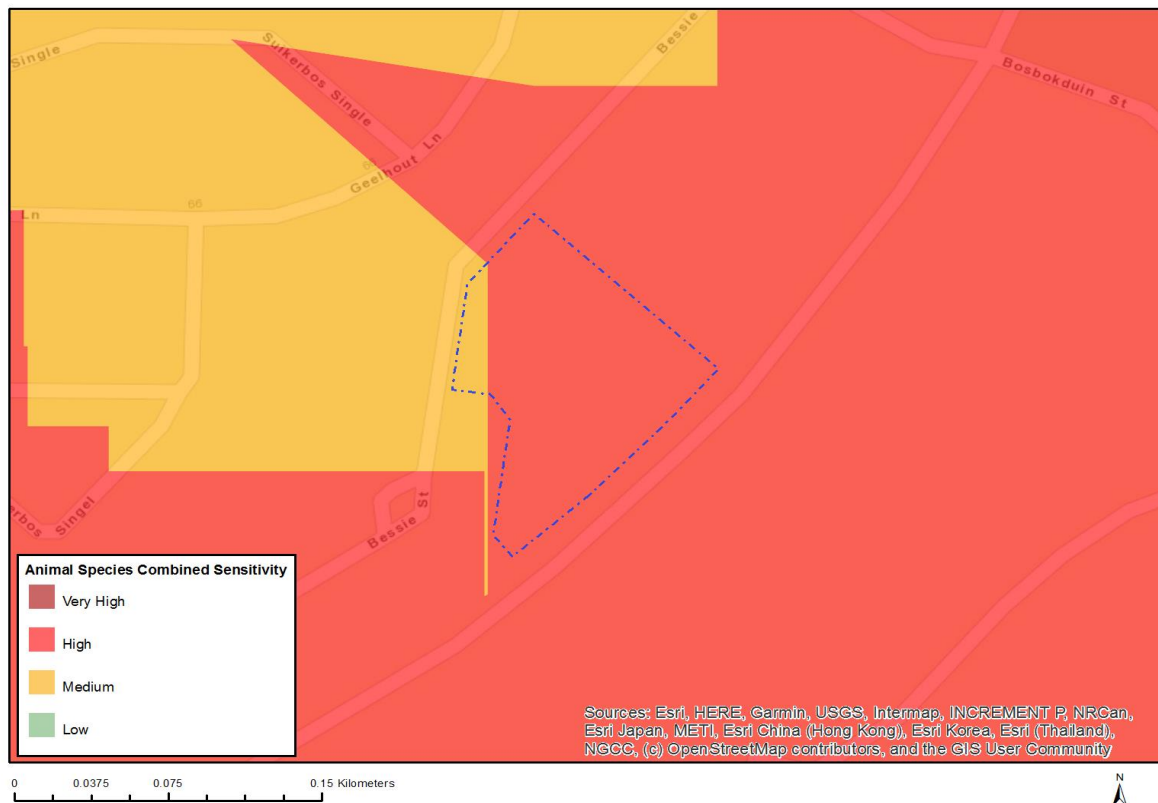 Single
Suikerbos Single
Bessie
Bosbokduin St
Geelhout Ln
66
Ln
66
Bessie St
erbos Singel
Animal Species Combined Sensitivity
Very High
High
Medium
Low
Sources: Esri, HERE, Garmin, USGS, Intermap, INCREMENT P, NRCan,
Esri Japan, METI, Esri China (Hong Kong), Esri Korea, Esri (Thailand),
NGCC, (c) OpenStreetMap contributors, and the GIS User Community
0 0.0375 0.075 0.15 Kilometers
N